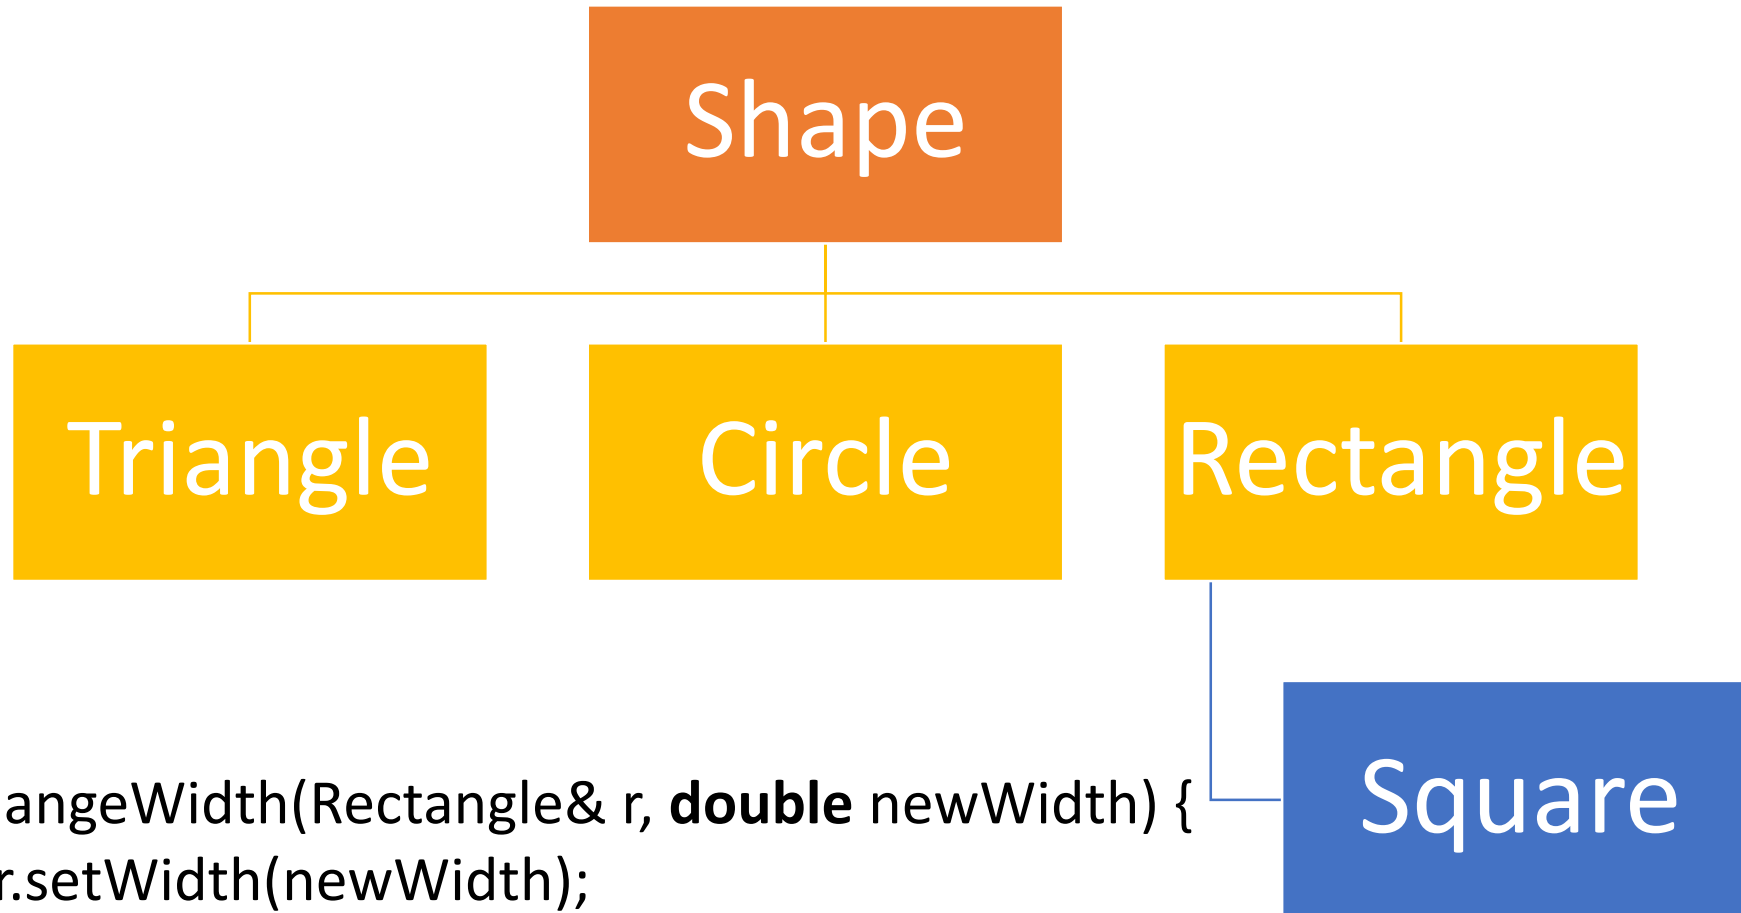 Shape
Triangle
Circle
Rectangle
Square
angeWidth(Rectangle& r, double newWidth) {
r.setWidth(newWidth);